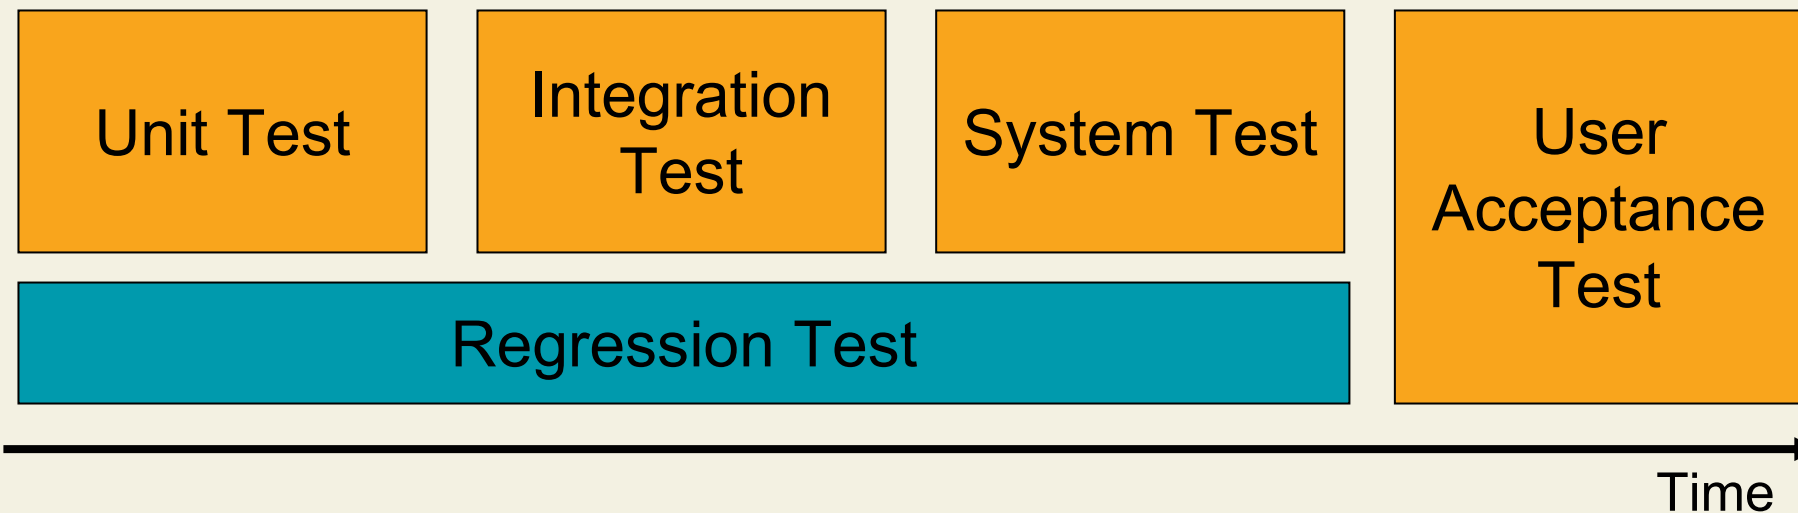 Unit Test
Integration
Test
System Test
User
Acceptance
Test
Regression Test
Time